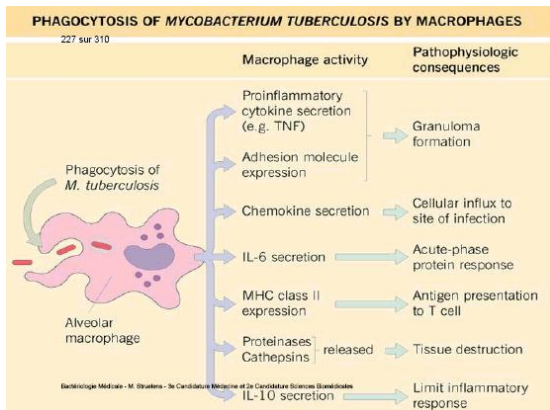 PHAGOCYTOSIS OF MYCOBACTERIUM TUBERCULOSIS BY MACROPHAGES
227 sur 310
Macrophage activity
Pathophysiologic
consequences
Proinflammatory
cytokine secretion
(e.g. TNF)
Adhesion molecule
expression
Granuloma
formation
Phagocytosis of
M. tuberculosis
Chemokine secretion
Cellular influx to
site of infection
IL-6 secretion
Acute-phase
protein response
MHC class II
expression
Antigen presentation
to T cell
Alveolar
macrophage
Proteinases
Cathepsins
released
Tissue destruction
Bactériologie Médicale - M. Struelens - 3e Candidature Médecine et 2e Candidature Sciences Biomédicales
IL-10 secretion
Limit inflammatory
response